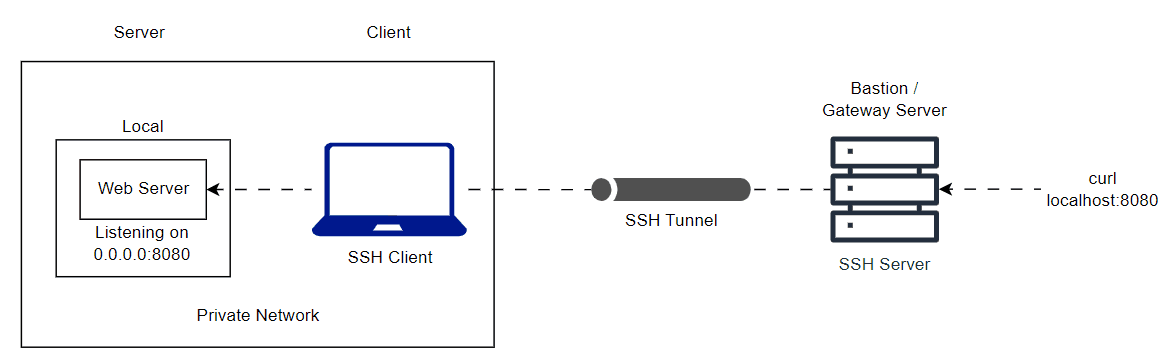 Server
Client
Local
Web Server
Listening on
0.0.0.0:8080
SSH Client
Private Network
SSH Tunnel
Bastion /
Gateway Server
SSH Server
curl
localhost:8080